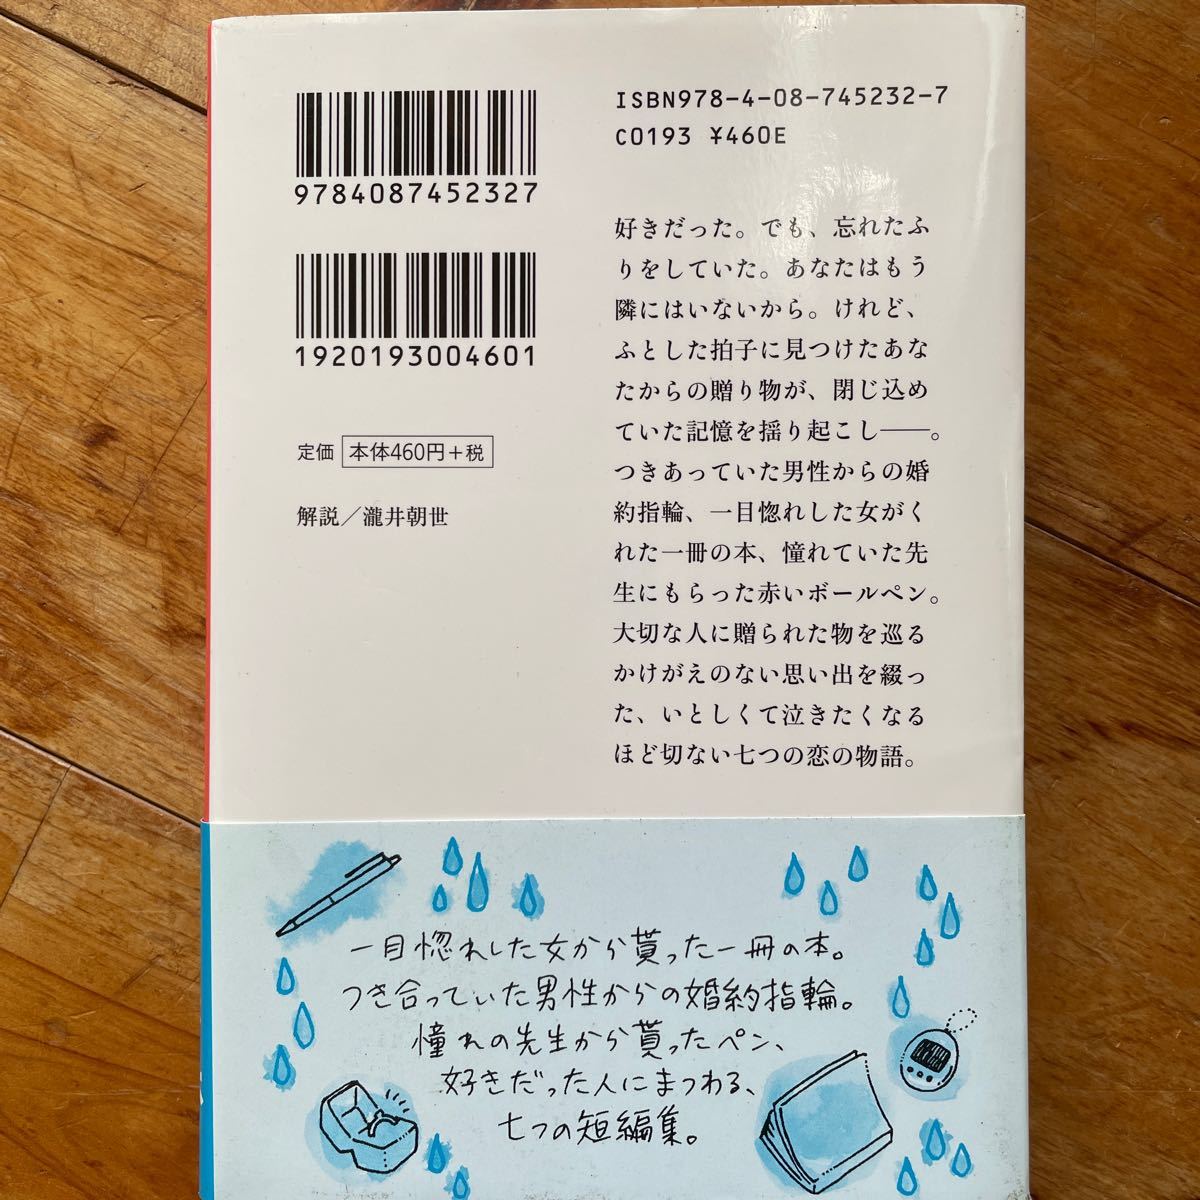 9784087452327
1920193004601
定価 本体460円+税
解説/瀧井朝世
ISBN978-4-08-745232-7
C0193 ¥460E
好きだった。でも、忘れたふ
りをしていた。あなたはもう
隣にはいないから。けれど、
ふとした拍子に見つけたあな
たからの贈り物が、閉じ込め
ていた記憶を揺り起こし──。
つきあっていた男性からの婚
約指輪、一目惚れした女がく
れた一冊の本、憧れていた先
生にもらった赤いボールペン。
大切な人に贈られた物を巡る
かけがえのない思い出を綴っ
た、いとしくて泣きたくなる
ほど切ない七つの恋の物語。
一目惚れした女から貰った一冊の本。
つき合っていた男性からの婚約指輪。
憧れの先生から貰ったペン、
好きだった人にまつわる、
七つの短編集。